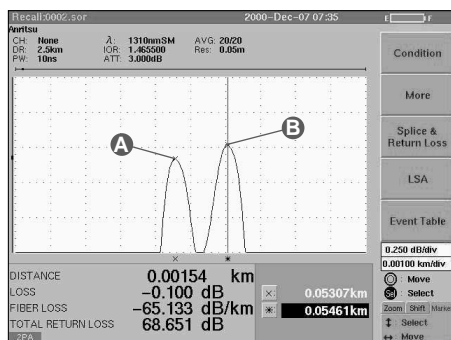 Recall:0002.sor 2000-Dec-07 07:35 E F
Anritsu
CH: None λ: 1310nmSM AVG: 20/20
DR: 2.5km IOR: 1.465500 Res: 0.05m
PW: 10ns ATT: 3.000dB
Condition
More
Splice &
Return Loss
LSA
Event Table
A
B
× *
0.250 dB/div
0.00100 km/div
Move
Sel : Select
Zoom Shift Marke
↕ : Select
↔ : Move
DISTANCE 0.00154 km
LOSS −0.100 dB ×: 0.05307km
FIBER LOSS −65.133 dB/km *: 0.05461km
TOTAL RETURN LOSS 68.651 dB
2PA